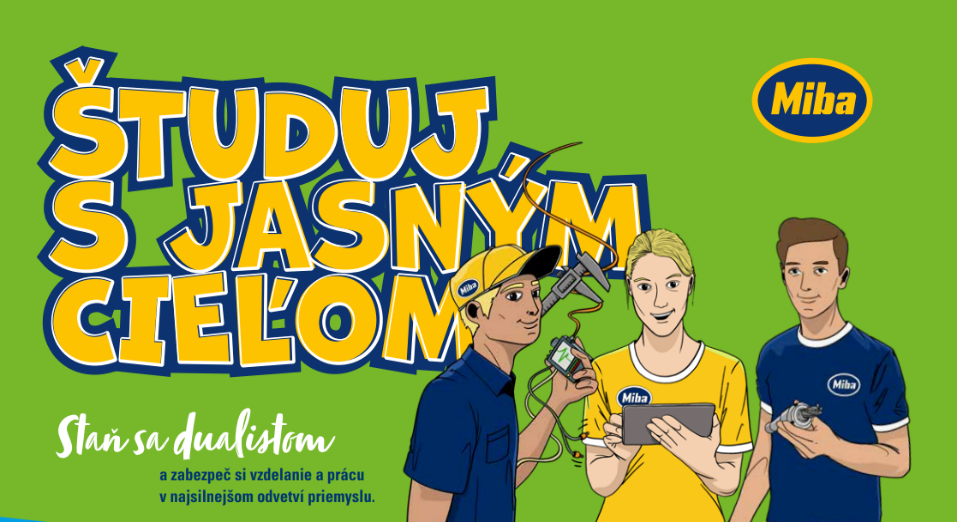 ŠTUDUJ
S JASNÝM
CIEĽOM
Miba
Staň sa dualistom
a zabezpeč si vzdelanie a prácu
v najsilnejšom odvetví priemyslu.
Miba
Miba
Miba